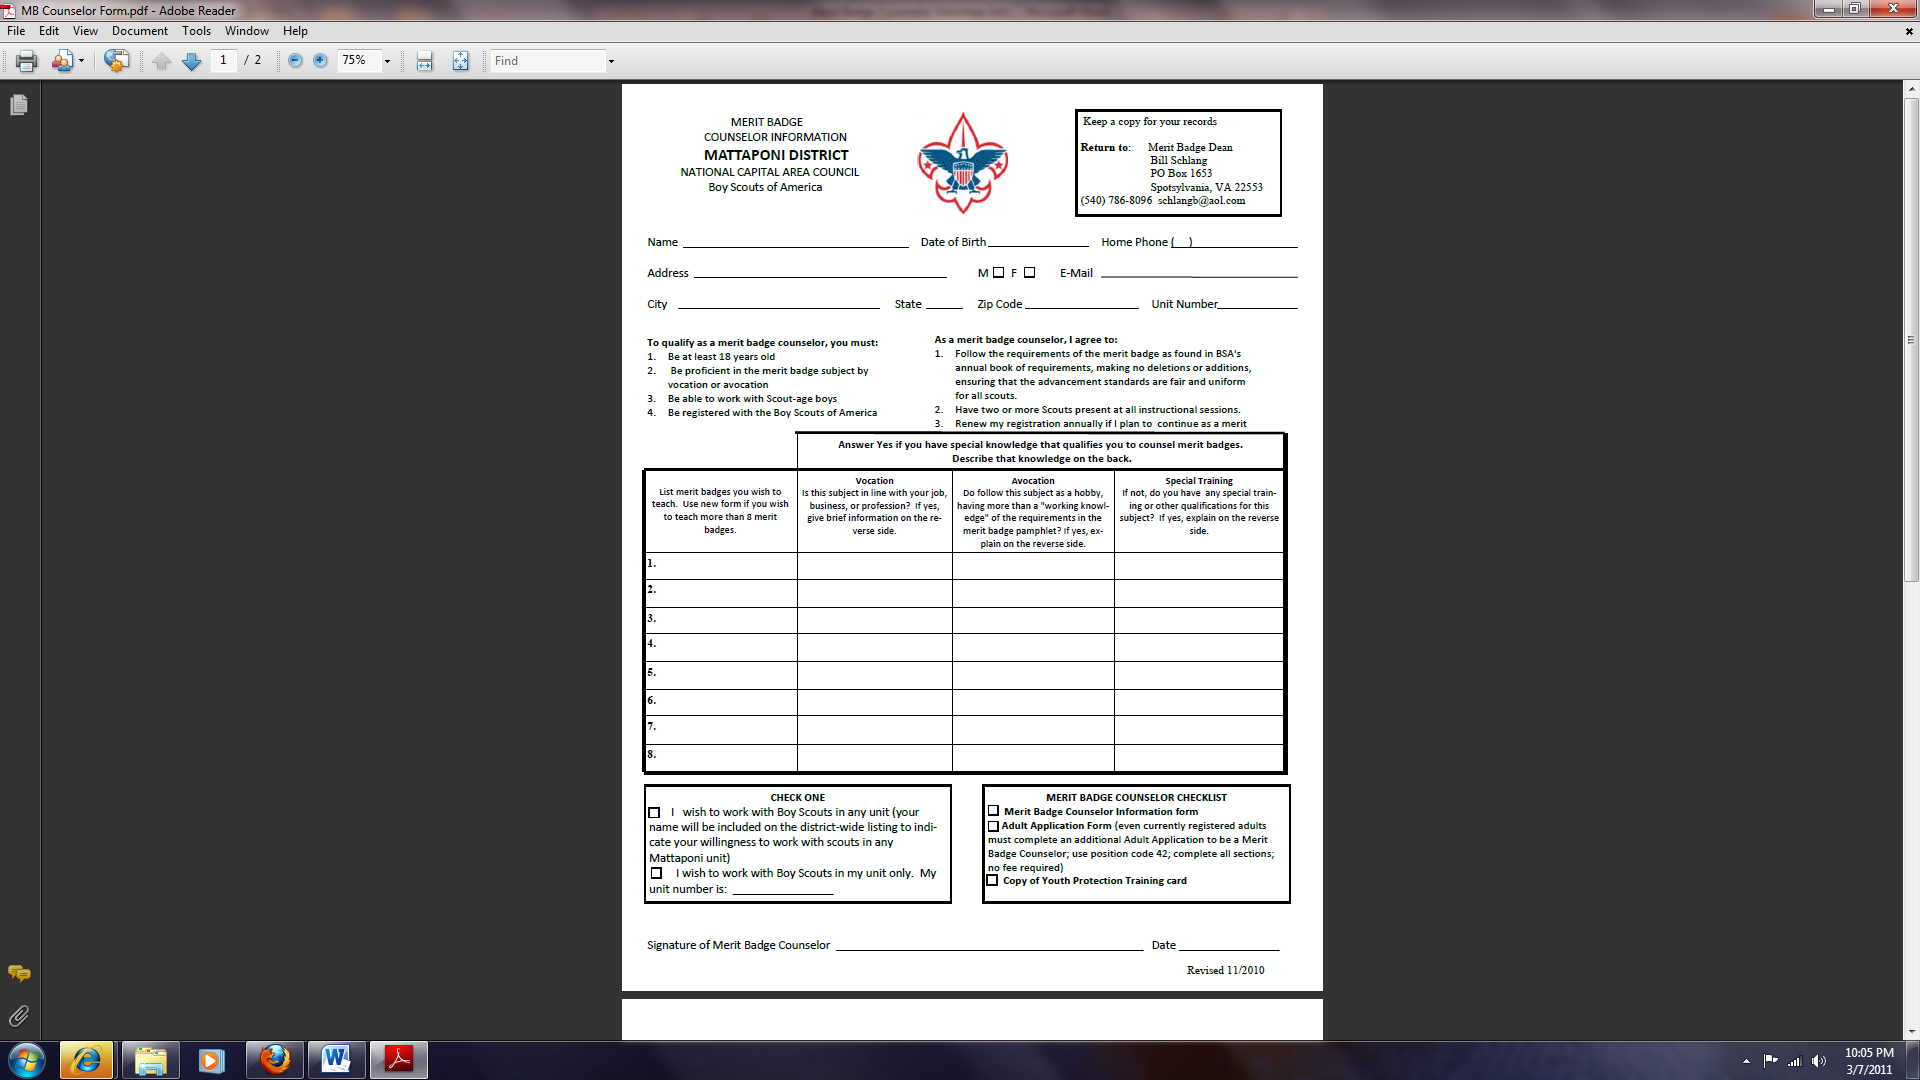 MB Counselor Form.pdf - Adobe Reader
File Edit View Document Tools Window Help
1 / 2 75% Find
MERIT BADGE
COUNSELOR INFORMATION
MATTAPONI DISTRICT
NATIONAL CAPITAL AREA COUNCIL
Boy Scouts of America
Keep a copy for your records
Return to: Merit Badge Dean
Bill Schlang
PO Box 1653
Spotsylvania, VA 22553
(540) 786-8096 schlangb@aol.com
Name Date of Birth Home Phone ( )
Address M F E-Mail
City State Zip Code Unit Number
To qualify as a merit badge counselor, you must:
1. Be at least 18 years old
2. Be proficient in the merit badge subject by
vocation or avocation
3. Be able to work with Scout-age boys
4. Be registered with the Boy Scouts of America
As a merit badge counselor, I agree to:
1. Follow the requirements of the merit badge as found in BSA's
annual book of requirements, making no deletions or additions,
ensuring that the advancement standards are fair and uniform
for all scouts.
2. Have two or more Scouts present at all instructional sessions.
3. Renew my registration annually if I plan to continue as a merit
Answer Yes if you have special knowledge that qualifies you to counsel merit badges.
Describe that knowledge on the back.
List merit badges you wish to
teach. Use new form if you wish
to teach more than 8 merit
badges.
Vocation
Is this subject in line with your job,
business, or profession? If yes,
give brief information on the re-
verse side.
Avocation
Do follow this subject as a hobby,
having more than a "working knowl-
edge" of the requirements in the
merit badge pamphlet? If yes, ex-
plain on the reverse side.
Special Training
If not, do you have any special train-
ing or other qualifications for this
subject? If yes, explain on the reverse
side.
1.
2.
3.
4.
5.
6.
7.
8.
CHECK ONE
I wish to work with Boy Scouts in any unit (your
name will be included on the district-wide listing to indi-
cate your willingness to work with scouts in any
Mattaponi unit)
I wish to work with Boy Scouts in my unit only. My
unit number is:
MERIT BADGE COUNSELOR CHECKLIST
Merit Badge Counselor Information form
Adult Application Form (even currently registered adults
must complete an additional Adult Application to be a Merit
Badge Counselor; use position code 42; complete all sections;
no fee required)
Copy of Youth Protection Training card
Signature of Merit Badge Counselor Date
Revised 11/2010
10:05 PM
3/7/2011